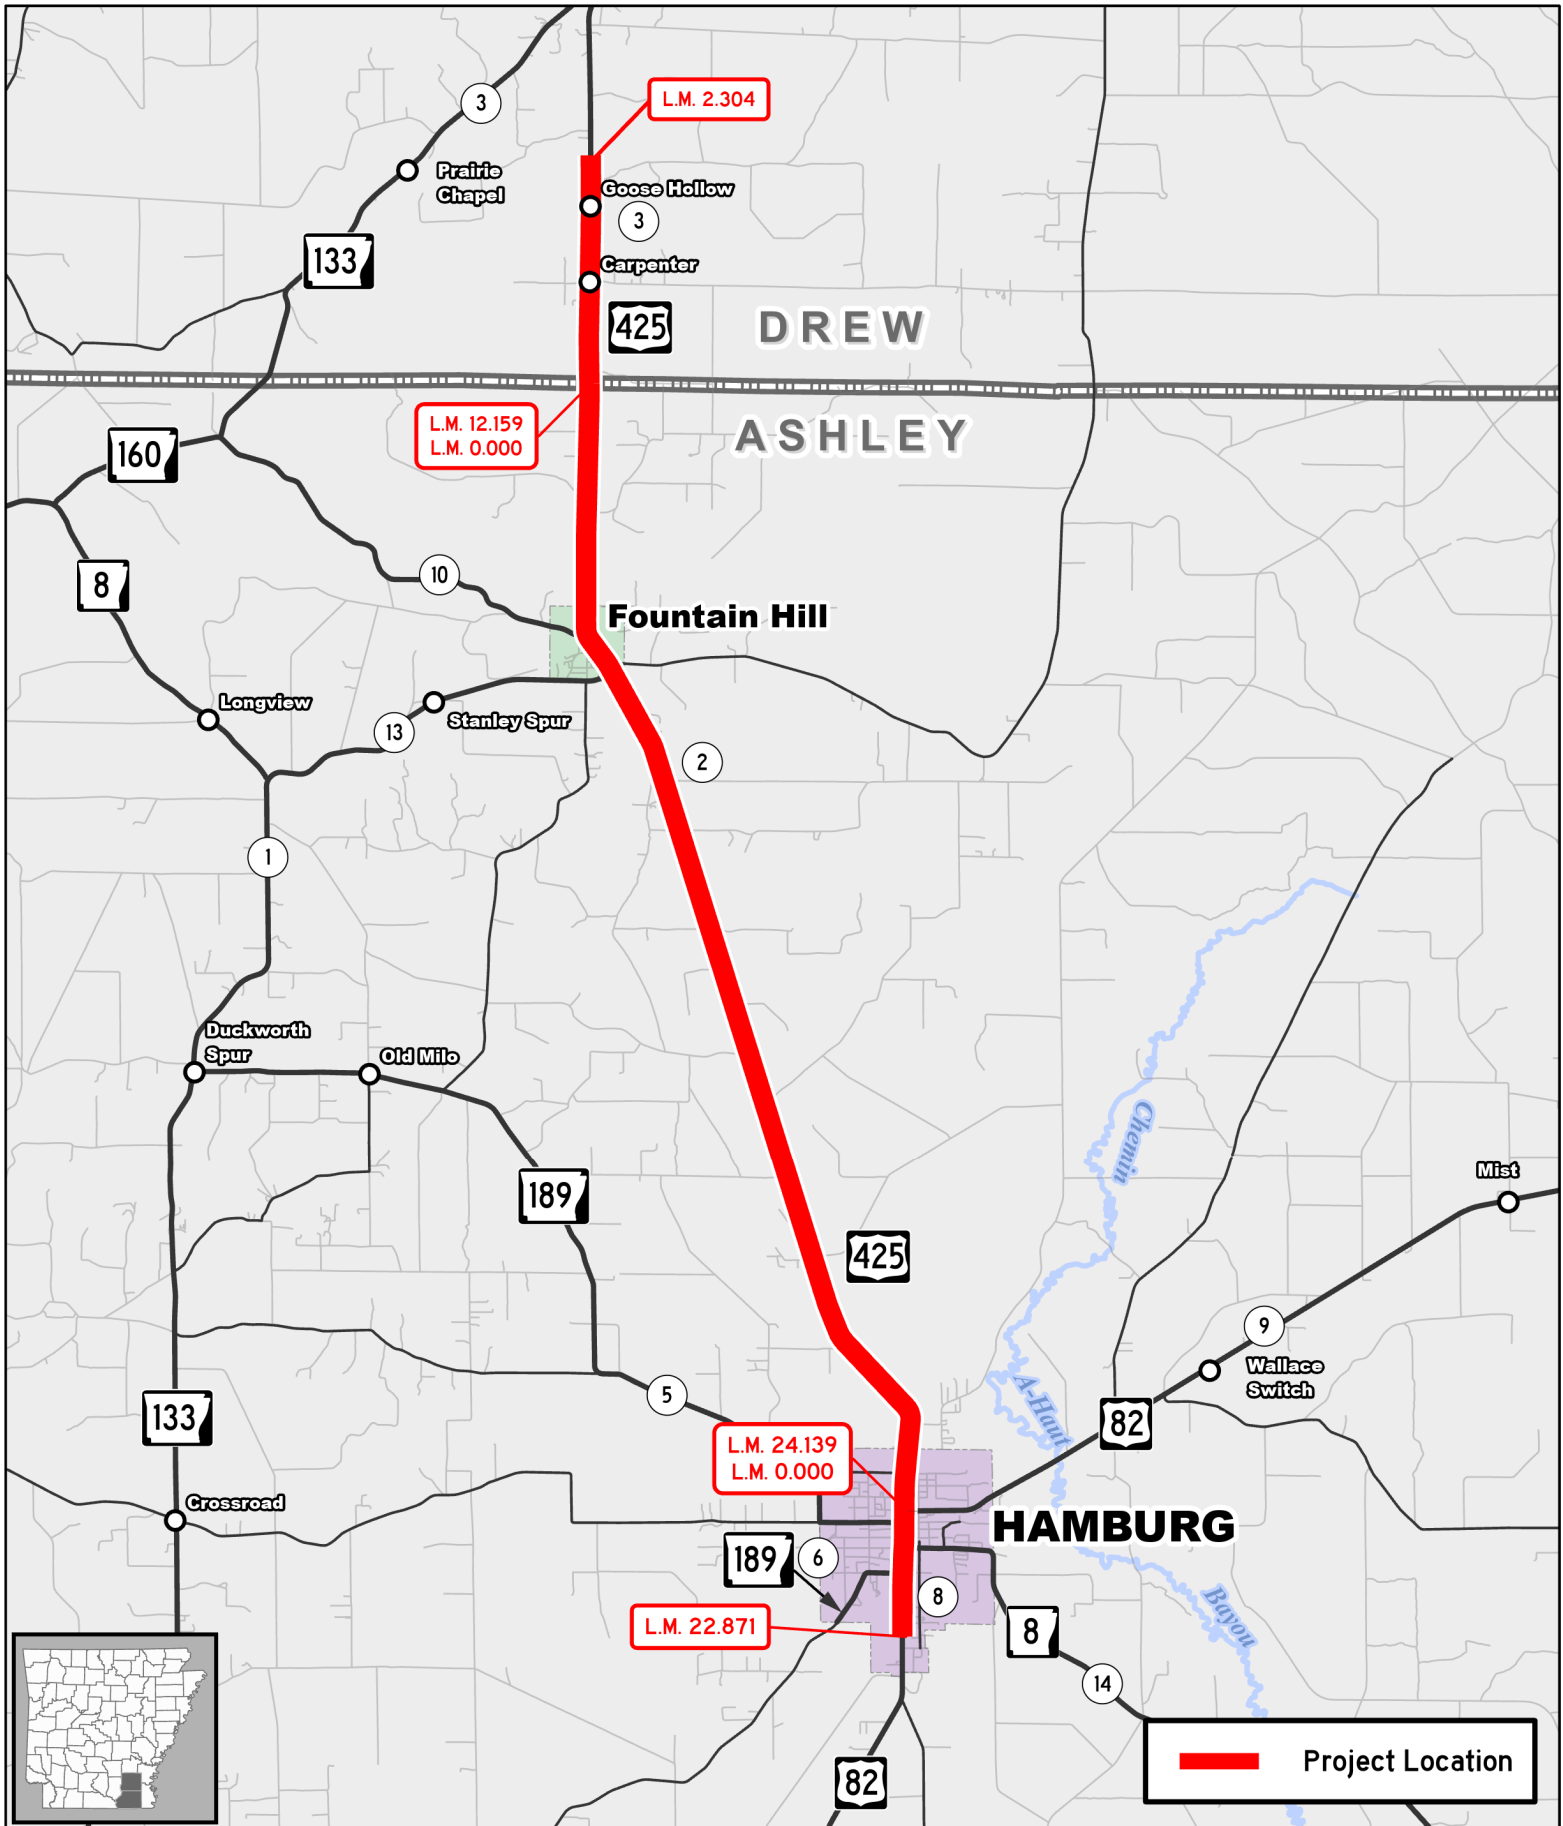 L.M. 2.304
3
Prairie
Chapel
Goose Hollow
3
133
Carpenter
425
DREW
L.M. 12.159
L.M. 0.000
ASHLEY
160
8
10
Fountain Hill
Longview
Stanley Spur
13
2
1
Duckworth
Spur
Old Milo
Chemin
Mist
189
425
9
Wallace
Switch
5
A-Haut
133
82
L.M. 24.139
L.M. 0.000
Crossroad
HAMBURG
189
6
8
Bayou
L.M. 22.871
8
14
82
Project Location